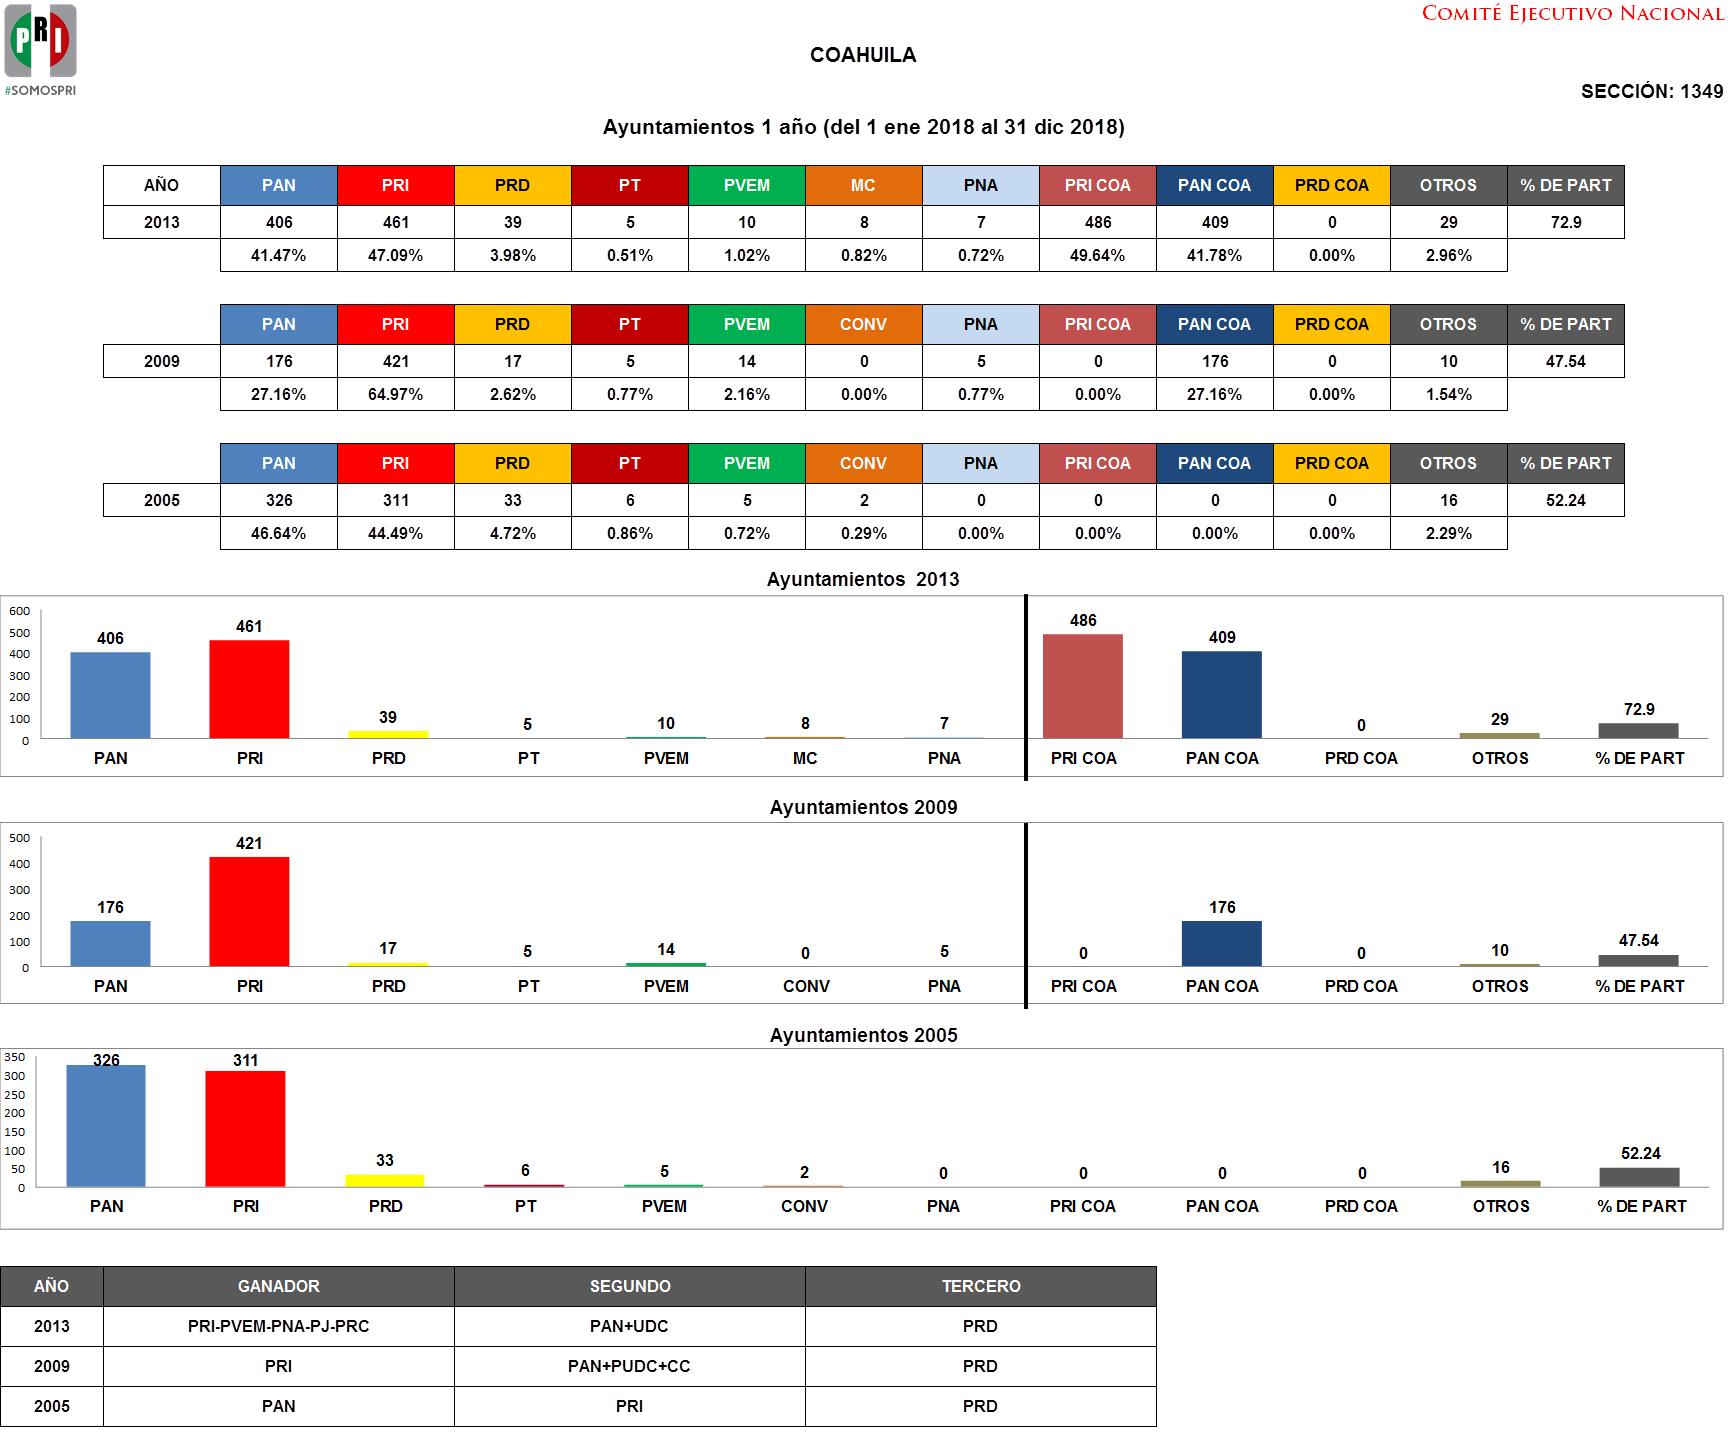 COMITÉ EJECUTIVO NACIONAL
PRI
#SOMOSPRI
COAHUILA
SECCIÓN: 1349
Ayuntamientos 1 año (del 1 ene 2018 al 31 dic 2018)
AÑO PAN PRI PRD PT PVEM MC PNA PRI COA PAN COA PRD COA OTROS % DE PART
2013 406 461 39 5 10 8 7 486 409 0 29 72.9
41.47% 47.09% 3.98% 0.51% 1.02% 0.82% 0.72% 49.64% 41.78% 0.00% 2.96%
PAN PRI PRD PT PVEM CONV PNA PRI COA PAN COA PRD COA OTROS % DE PART
2009 176 421 17 5 14 0 5 0 176 0 10 47.54
27.16% 64.97% 2.62% 0.77% 2.16% 0.00% 0.77% 0.00% 27.16% 0.00% 1.54%
PAN PRI PRD PT PVEM CONV PNA PRI COA PAN COA PRD COA OTROS % DE PART
2005 326 311 33 6 5 2 0 0 0 0 16 52.24
46.64% 44.49% 4.72% 0.86% 0.72% 0.29% 0.00% 0.00% 0.00% 0.00% 2.29%
Ayuntamientos 2013
600
500
400
300
200
100
0
406 461 39 5 10 8 7 486 409 0 29 72.9
PAN PRI PRD PT PVEM MC PNA PRI COA PAN COA PRD COA OTROS % DE PART
Ayuntamientos 2009
500
400
300
200
100
0
176 421 17 5 14 0 5 0 176 0 10 47.54
PAN PRI PRD PT PVEM CONV PNA PRI COA PAN COA PRD COA OTROS % DE PART
Ayuntamientos 2005
350
300
250
200
150
100
50
0
326 311 33 6 5 2 0 0 0 0 16 52.24
PAN PRI PRD PT PVEM CONV PNA PRI COA PAN COA PRD COA OTROS % DE PART
AÑO GANADOR SEGUNDO TERCERO
2013 PRI-PVEM-PNA-PJ-PRC PAN+UDC PRD
2009 PRI PAN+PUDC+CC PRD
2005 PAN PRI PRD